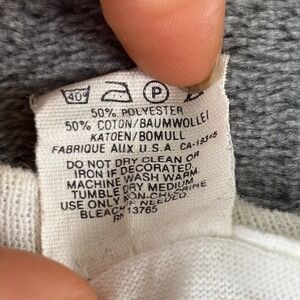 40°
P
50% POLYESTER
50% COTON/BAUMWOLLE/
KATOEN/BOMULL
FABRIQUE AUX U.S.A. CA-19345
DO NOT DRY CLEAN OR
IRON IF DECORATED.
MACHINE WASH WARM.
TUMBLE DRY MEDIUM.
USE ONLY NON-CHLORINE
BLEACH IF NEEDED.
RN 13765